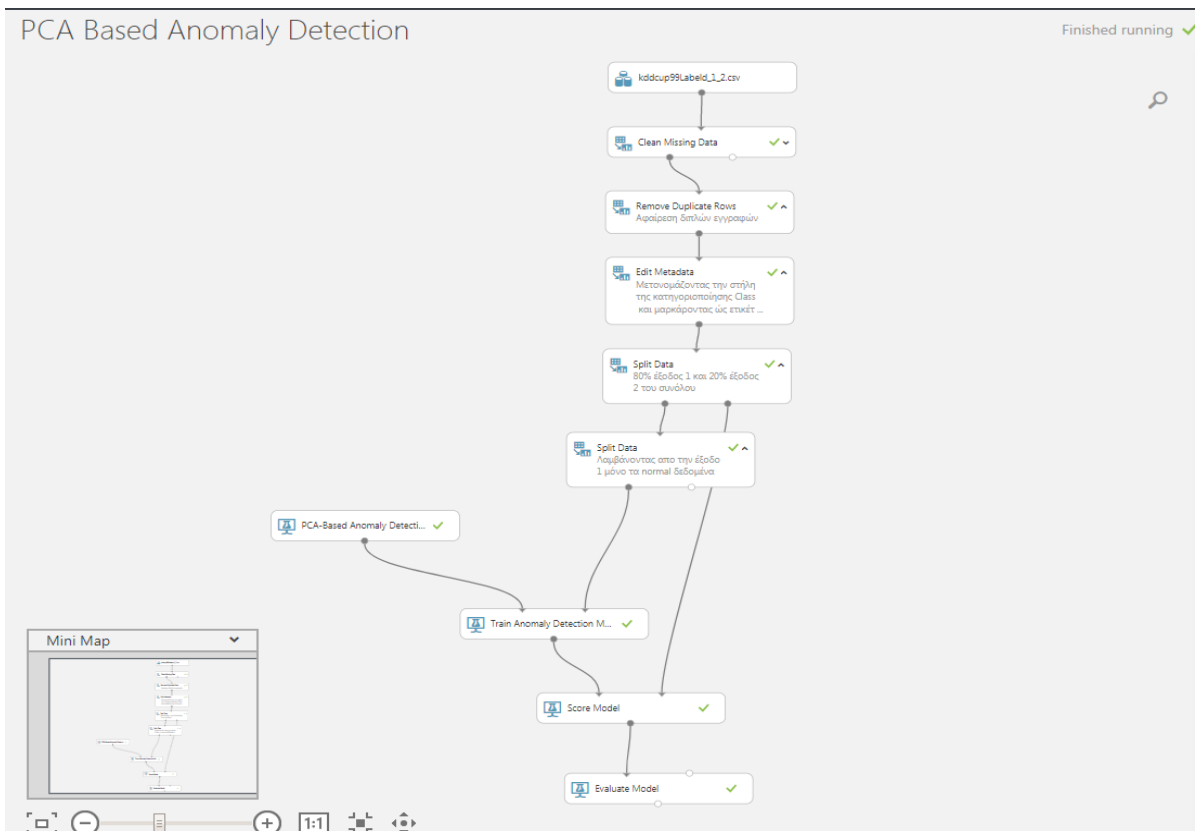 PCA Based Anomaly Detection
Finished running
kddcup99Labeld_1_2.csv
Clean Missing Data
Remove Duplicate Rows
Αφαίρεση διπλών εγγραφών
Edit Metadata
Μετονομάζοντας την στήλη
της κατηγοριοποίησης Class
και μαρκάροντας ώς ετικέτ ...
Split Data
80% έξοδος 1 και 20% έξοδος
2 του συνόλου
Split Data
Λαμβάνοντας απο την έξοδο
1 μόνο τα normal δεδομένα
PCA-Based Anomaly Detecti...
Train Anomaly Detection M...
Score Model
Evaluate Model
Mini Map
1:1